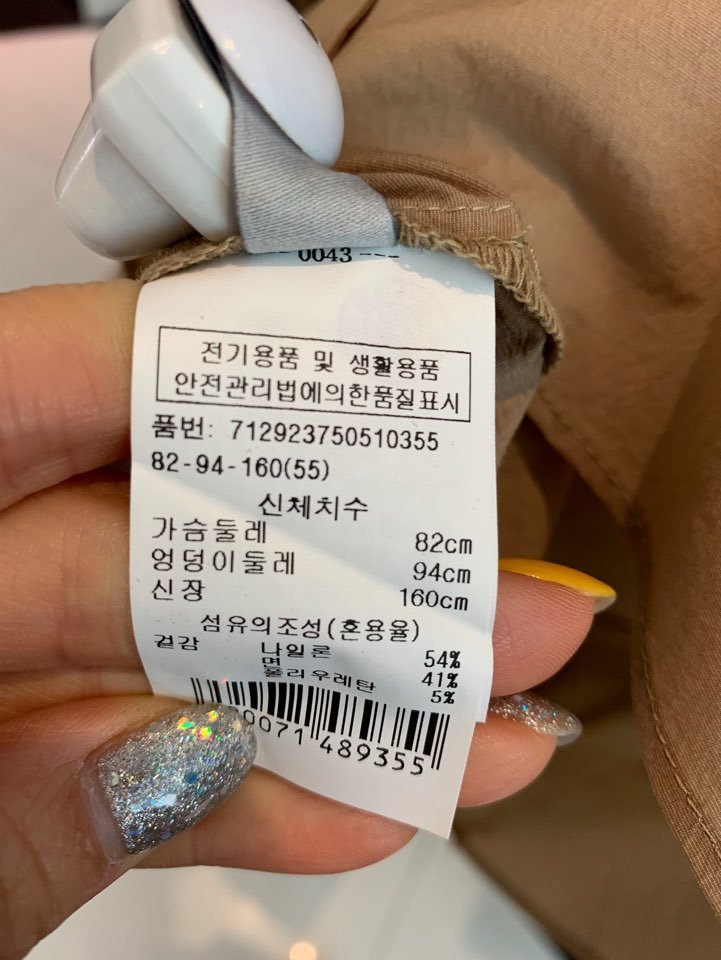 0043 ---
전기용품 및 생활용품
안전관리법에의한품질표시
품번: 712923750510355
82-94-160(55)
신체치수
가슴둘레 82cm
엉덩이둘레 94cm
신장 160cm
섬유의조성(혼용율)
겉감 나일론 54%
면 41%
폴리우레탄 5%
0071 489355